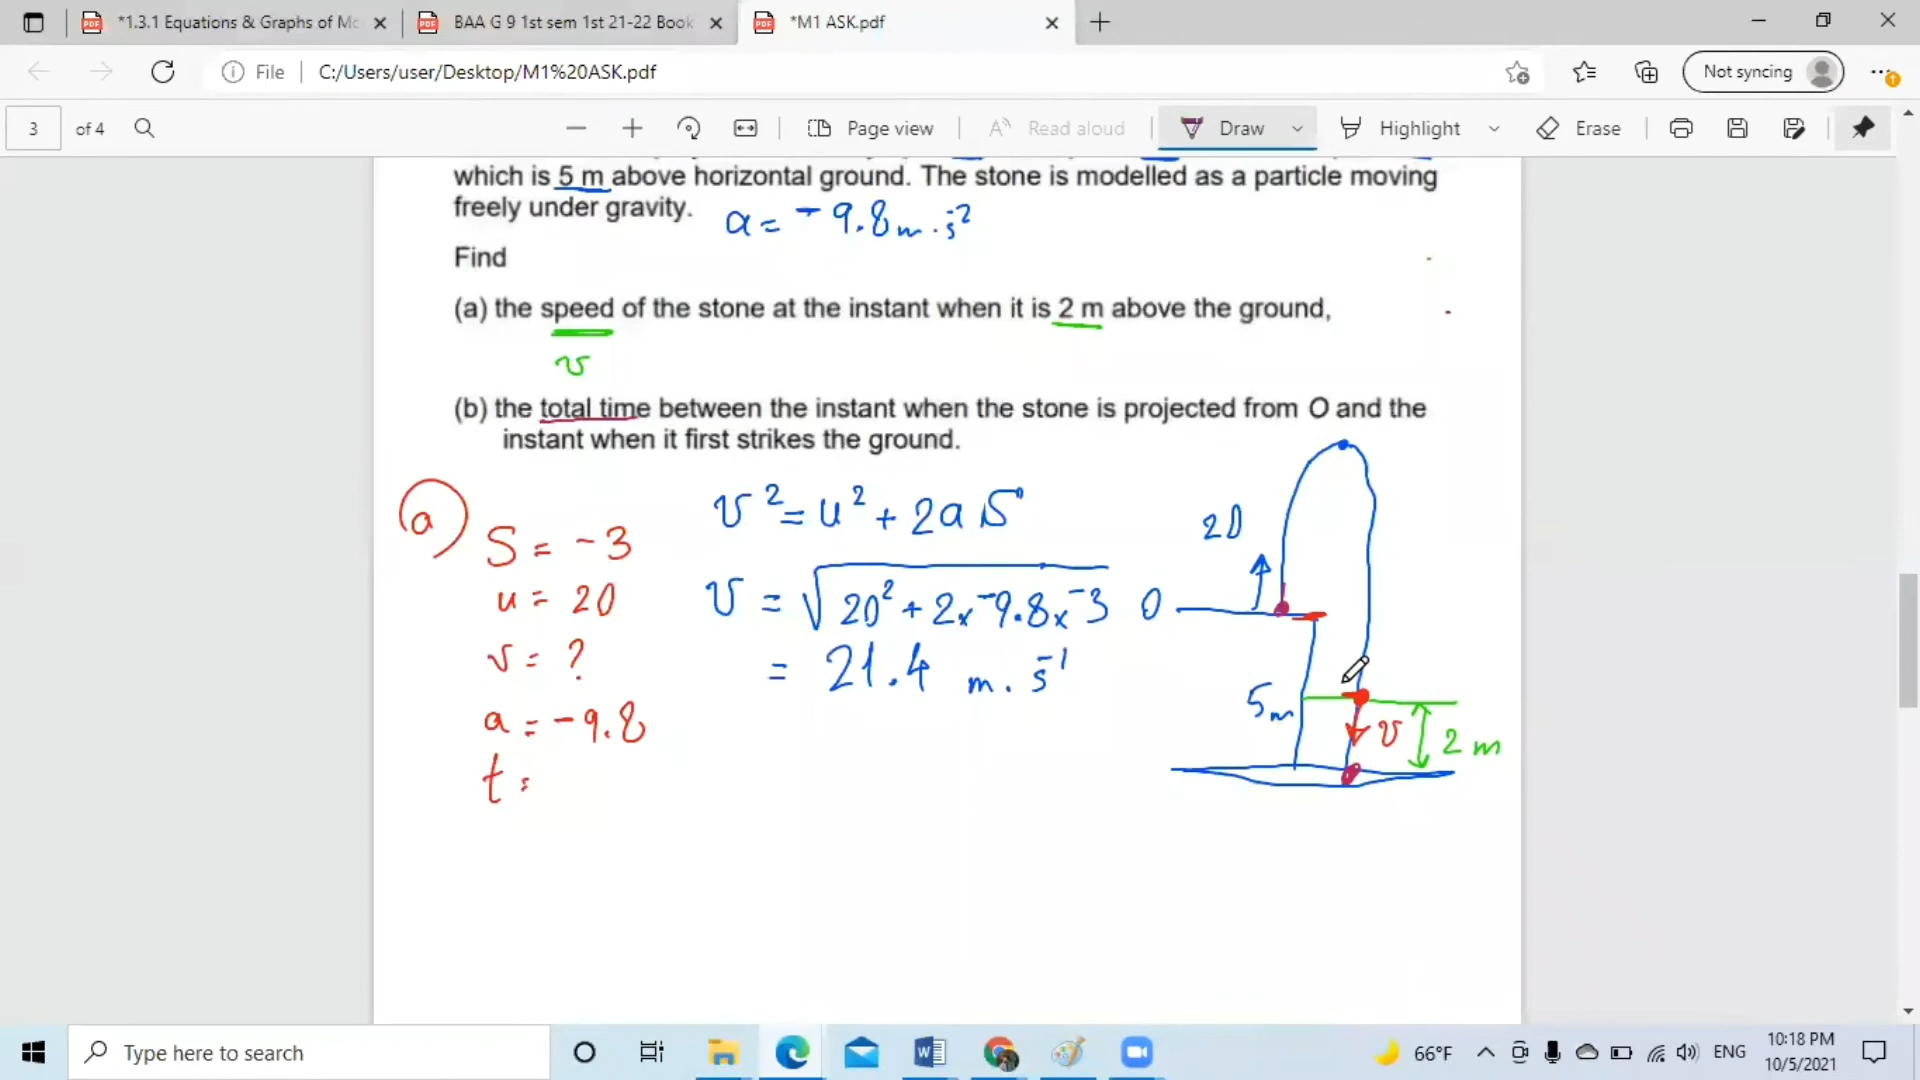 *1.3.1 Equations & Graphs of Mo
BAA G 9 1st sem 1st 21-22 Book
*M1 ASK.pdf
File
C:/Users/user/Desktop/M1%20ASK.pdf
Not syncing
3 of 4
Page view
Read aloud
Draw
Highlight
Erase
which is 5 m above horizontal ground. The stone is modelled as a particle moving
freely under gravity.
a = -9.8 m.s⁻²
Find
(a) the speed of the stone at the instant when it is 2 m above the ground,
v
(b) the total time between the instant when the stone is projected from O and the
instant when it first strikes the ground.
a
S = -3
u = 20
v = ?
a = -9.8
t =
v² = u² + 2aS
v = √20² + 2×⁻9.8×⁻3
= 21.4 m.s⁻¹
20
O
5m
v
2 m
Type here to search
66°F
ENG
10:18 PM
10/5/2021